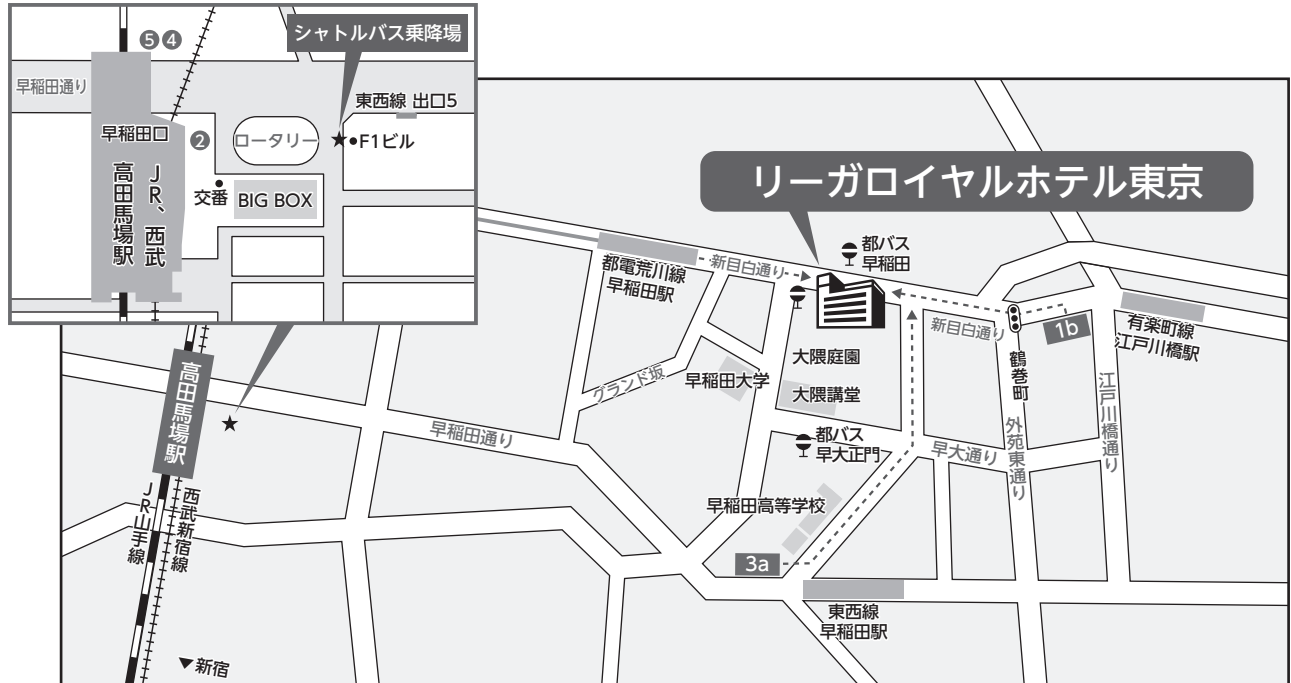 シャトルバス乗降場
⑤④
早稲田通り
東西線 出口5
早稲田口
❷
ロータリー
★●F1ビル
JR、西武
高田馬場駅
交番
BIG BOX
リーガロイヤルホテル東京
都バス
早稲田
新目白通り
都電荒川線
早稲田駅
新目白通り
1b
有楽町線
江戸川橋駅
鶴巻町
大隈庭園
早稲田大学
大隈講堂
グランド坂
高田馬場駅
★
早稲田通り
都バス
早大正門
早大通り
外苑東通り
江戸川橋通り
早稲田高等学校
JR山手線
西武新宿線
3a
東西線
早稲田駅
▼新宿